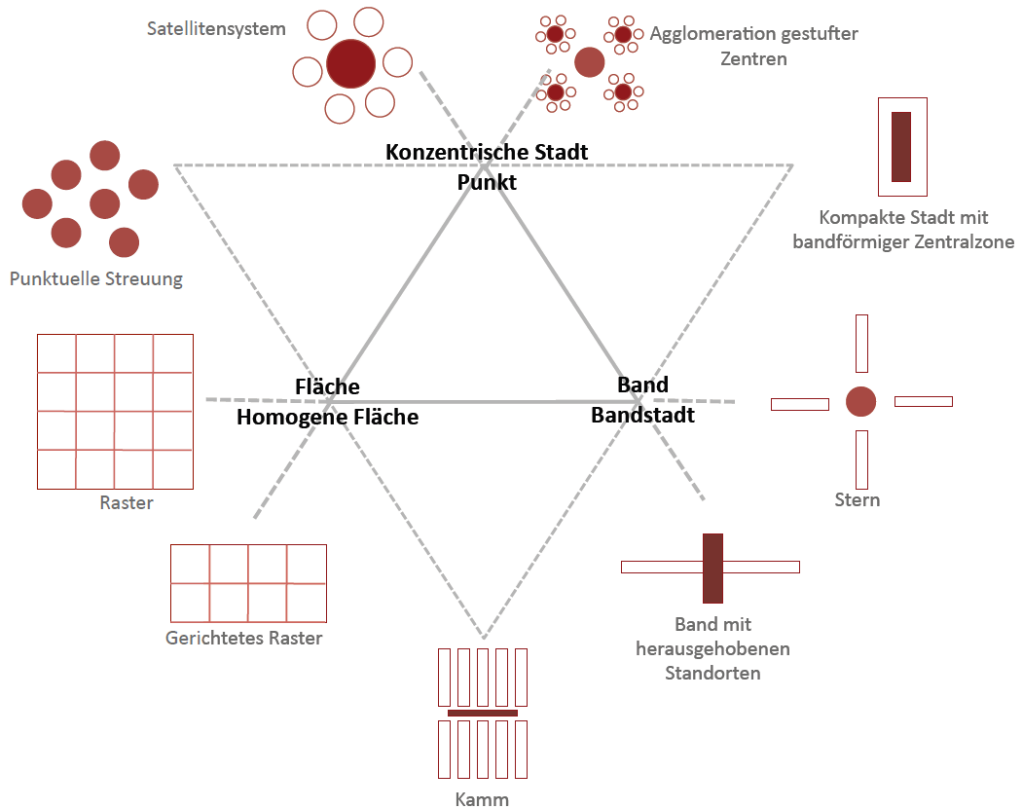 Satellitensystem
Agglomeration gestufter
Zentren
Konzentrische Stadt
Punkt
Kompakte Stadt mit
bandförmiger Zentralzone
Punktuelle Streuung
Fläche
Homogene Fläche
Band
Bandstadt
Raster
Stern
Gerichtetes Raster
Band mit
herausgehobenen
Standorten
Kamm